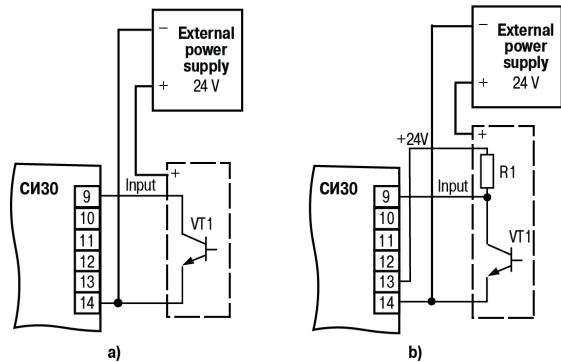 External
power
supply
24 V
−
+
+
СИ30
Input
VT1
9
10
11
12
13
14
a)
External
power
supply
24 V
−
+
+
+24V
R1
СИ30
Input
VT1
9
10
11
12
13
14
b)